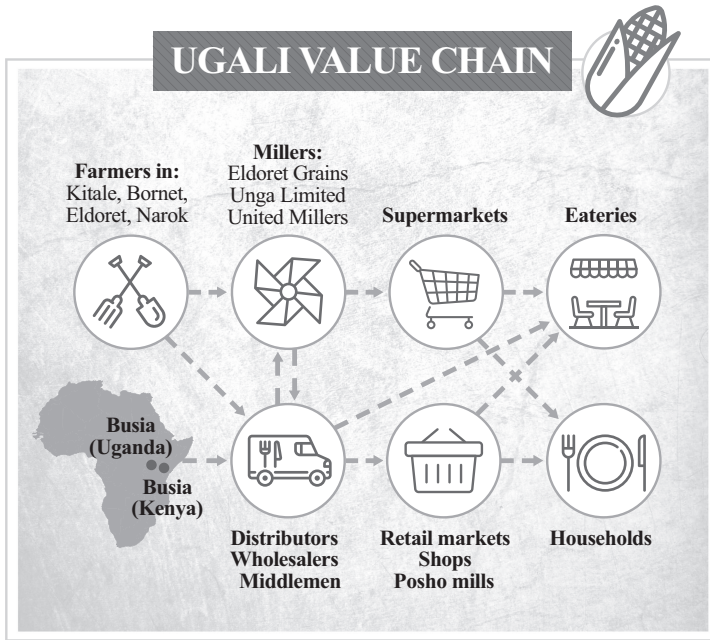 UGALI VALUE CHAIN
Farmers in:
Kitale, Bornet,
Eldoret, Narok
Millers:
Eldoret Grains
Unga Limited
United Millers
Supermarkets
Eateries
Busia
(Uganda)
Busia
(Kenya)
Distributors
Wholesalers
Middlemen
Retail markets
Shops
Posho mills
Households